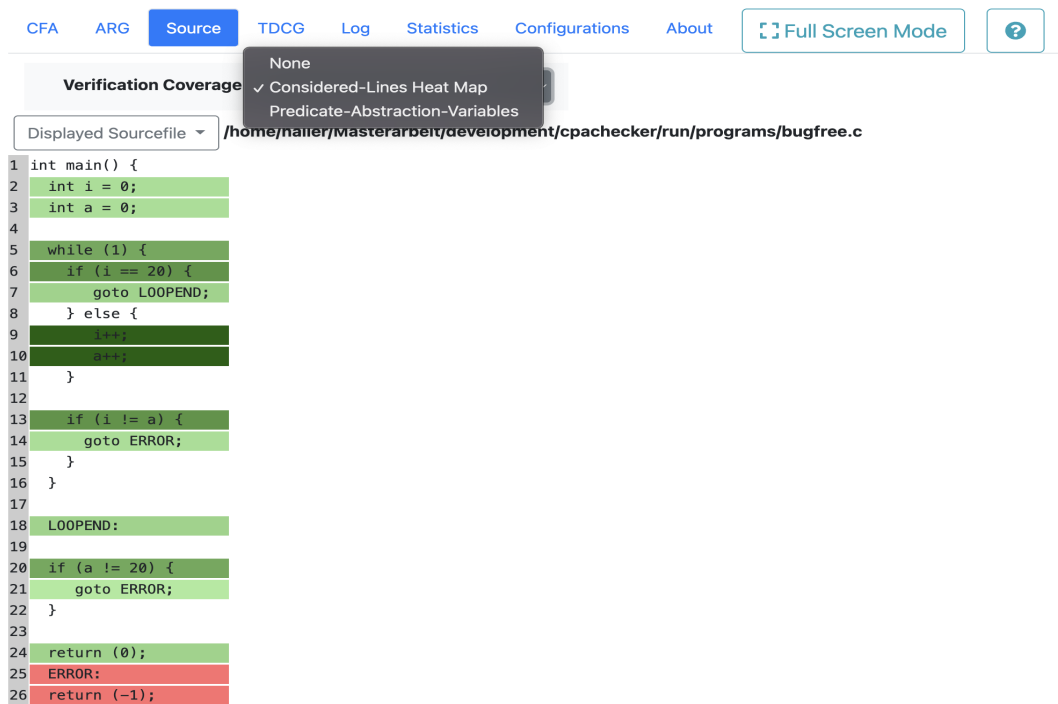 CFA ARG Source TDCG Log Statistics Configurations About Full Screen Mode ?
None
Verification Coverage ✓ Considered-Lines Heat Map
Predicate-Abstraction-Variables
Displayed Sourcefile /home/haller/Masterarbeit/development/cpachecker/run/programs/bugfree.c
1 int main() {
2   int i = 0;
3   int a = 0;
4
5   while (1) {
6     if (i == 20) {
7        goto LOOPEND;
8     } else {
9        i++;
10        a++;
11     }
12
13     if (i != a) {
14       goto ERROR;
15     }
16   }
17
18   LOOPEND:
19
20   if (a != 20) {
21      goto ERROR;
22   }
23
24   return (0);
25   ERROR:
26   return (-1);